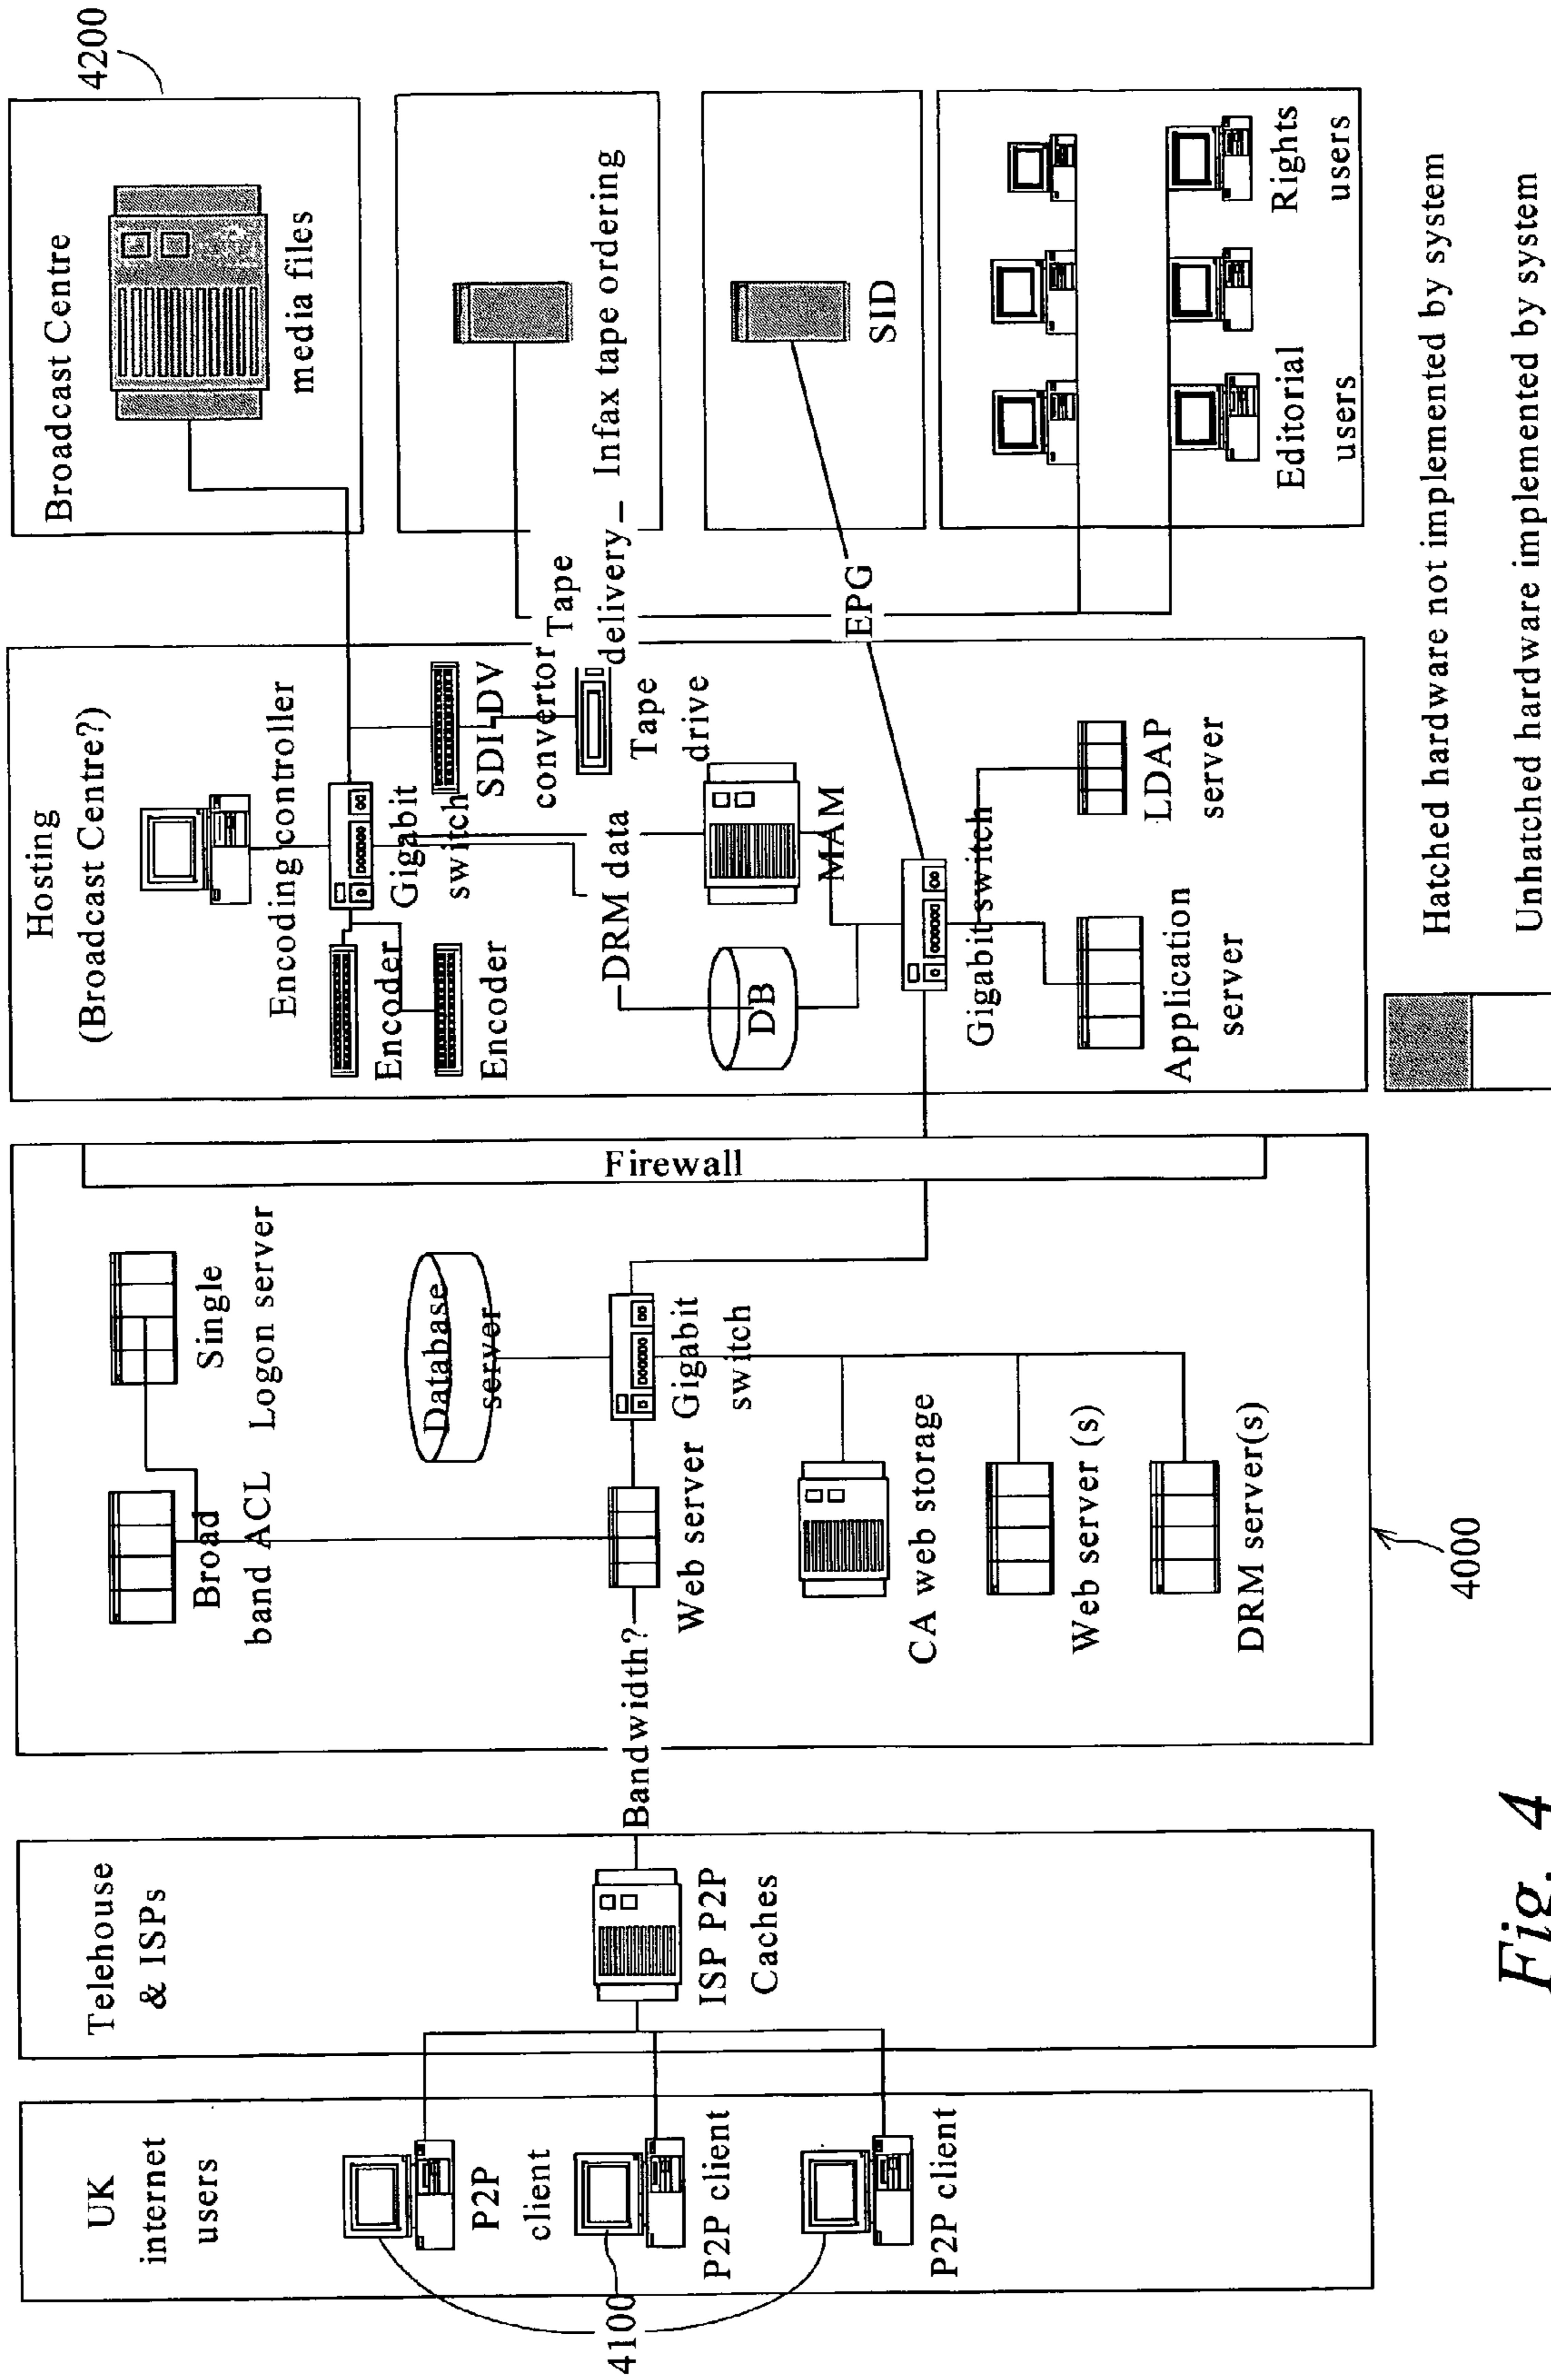 UK
internet
users
P2P
client
P2P client
P2P client
4100
Telehouse
& ISPs
ISP P2P
Caches
Bandwidth?
Broad
band ACL
Single
Logon server
Database
server
Web server
Gigabit
switch
CA web storage
Web server (s)
DRM server(s)
4000
Firewall
Hosting
(Broadcast Centre?)
Encoding controller
Encoder
Encoder
Gigabit
switch
SDI-DV
convertor
Tape
drive
DRM data
DB
MAM
Gigabit switch
Application
server
LDAP
server
Tape
delivery
Infax tape ordering
EPG
Broadcast Centre
media files
4200
SID
Editorial
users
Rights
users
Hatched hardware not implemented by system
Unhatched hardware implemented by system
Fig. 4